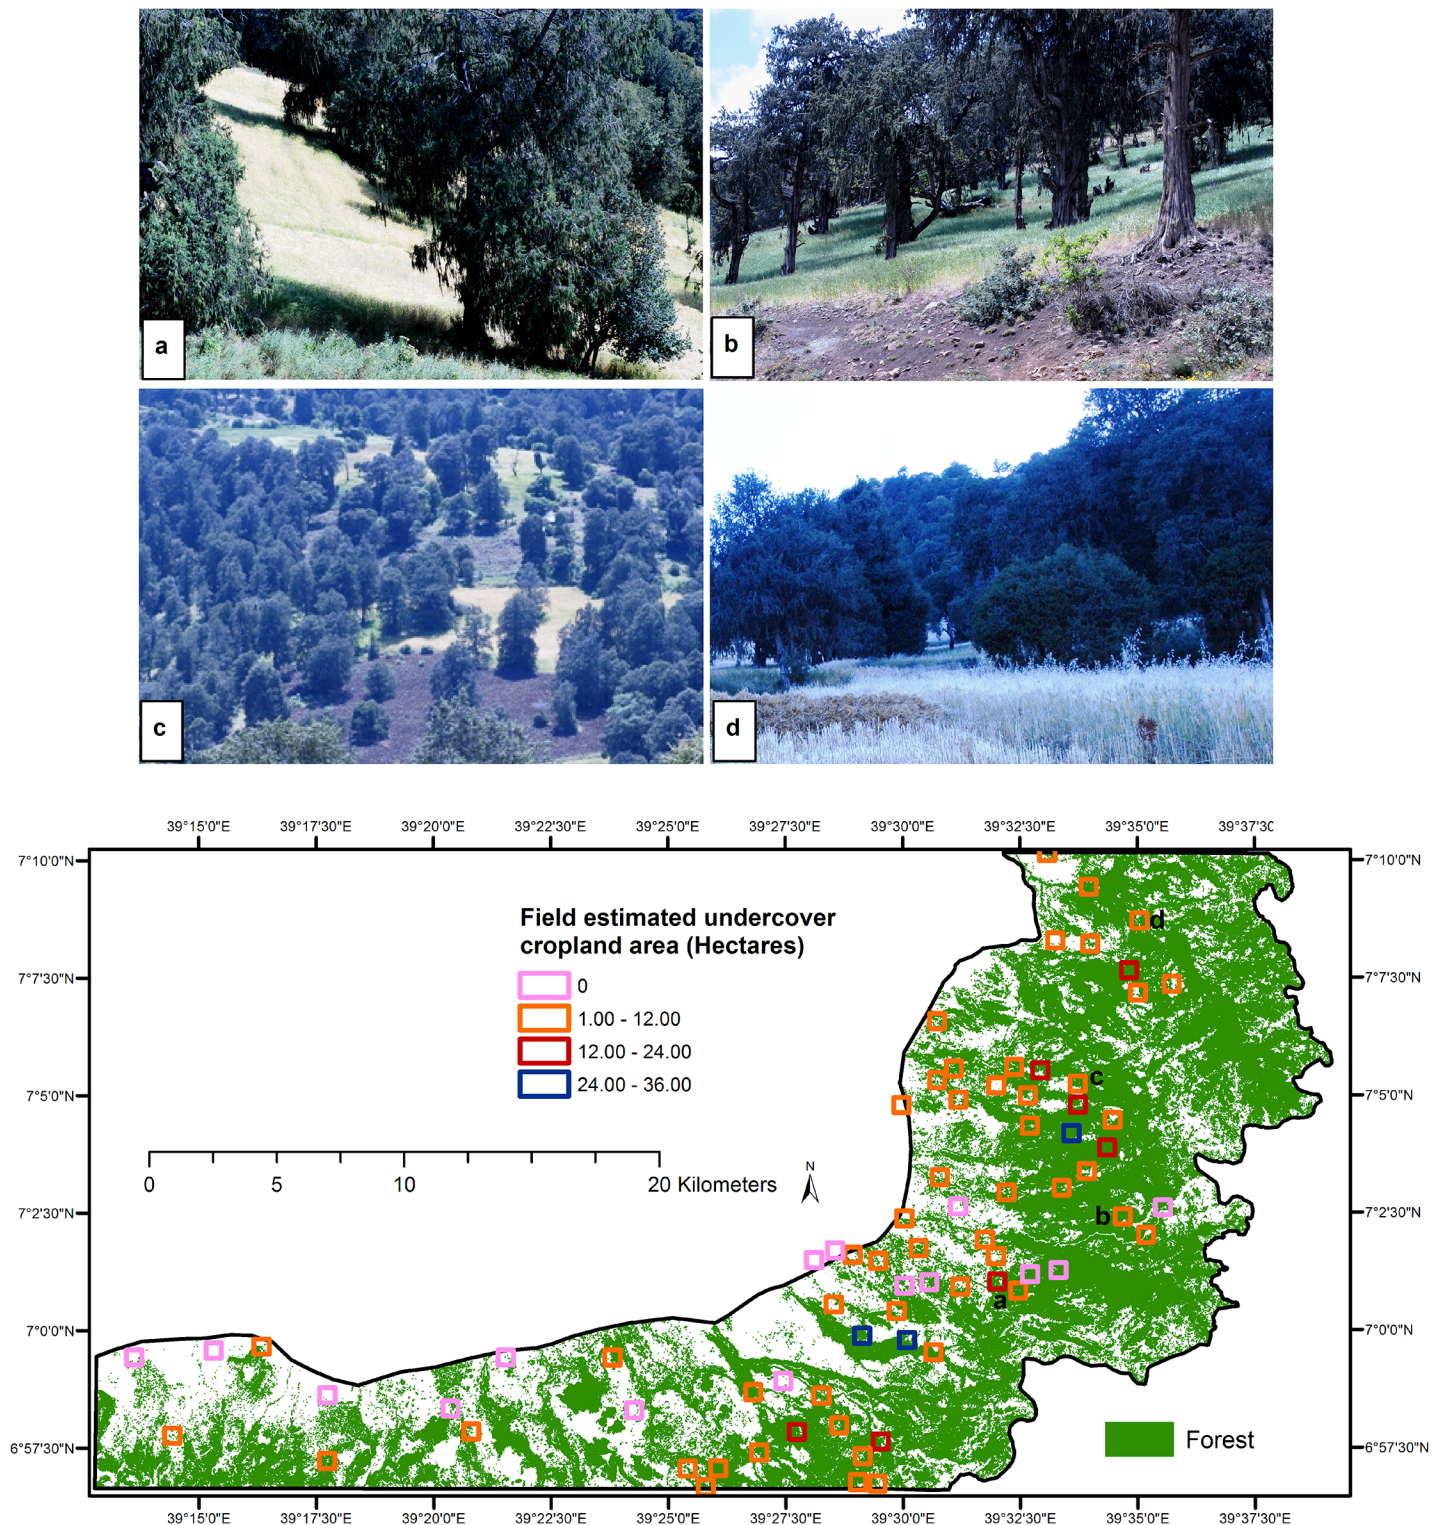 a
b
c
d
39°15'0"E 39°17'30"E 39°20'0"E 39°22'30"E 39°25'0"E 39°27'30"E 39°30'0"E 39°32'30"E 39°35'0"E 39°37'30
7°10'0"N 7°10'0"N
Field estimated undercover
cropland area (Hectares)
d
7°7'30"N 7°7'30"N
0
1.00 - 12.00
12.00 - 24.00
24.00 - 36.00
c
7°5'0"N 7°5'0"N
N
0 5 10 20 Kilometers
7°2'30"N b 7°2'30"N
a
7°0'0"N 7°0'0"N
Forest
6°57'30"N 6°57'30"N
39°15'0"E 39°17'30"E 39°20'0"E 39°22'30"E 39°25'0"E 39°27'30"E 39°30'0"E 39°32'30"E 39°35'0"E 39°37'30"E